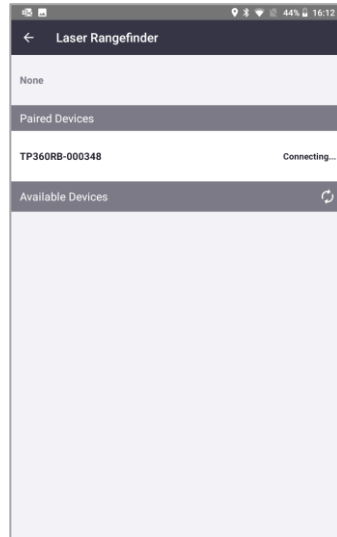 44% 16:12
Laser Rangefinder
None
Paired Devices
TP360RB-000348 Connecting...
Available Devices